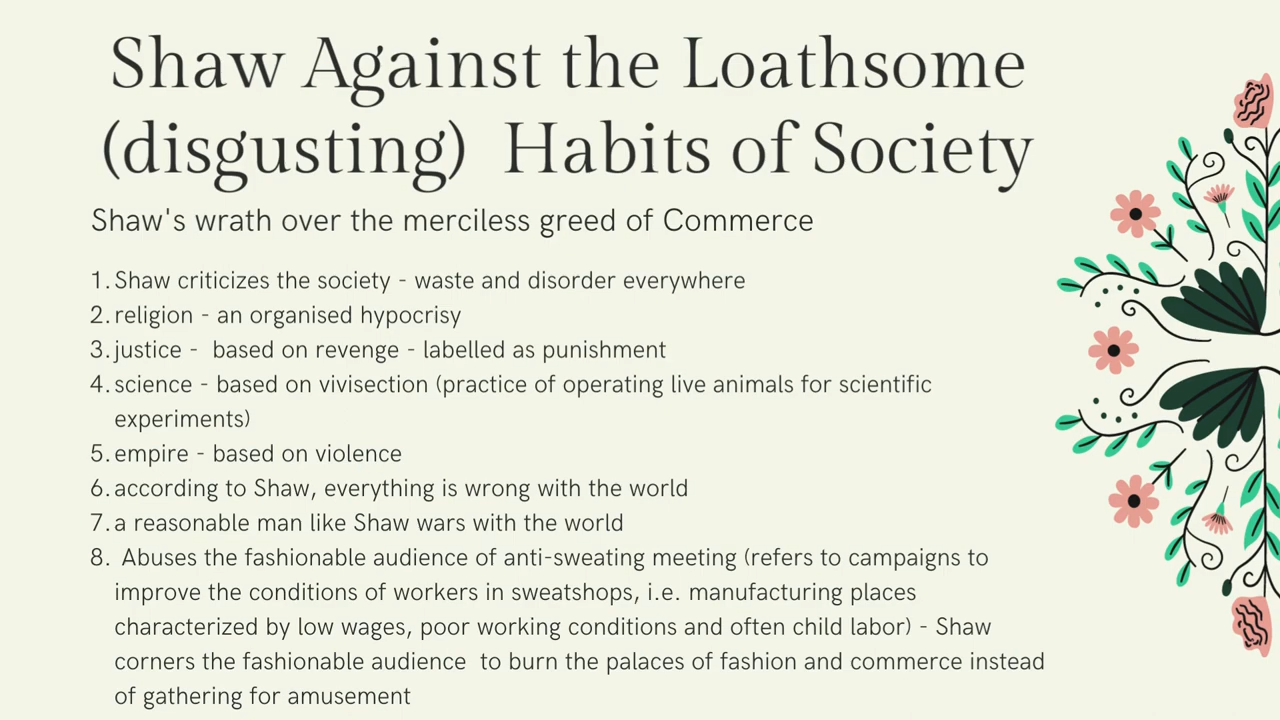 Shaw Against the Loathsome
(disgusting) Habits of Society
Shaw's wrath over the merciless greed of Commerce
1. Shaw criticizes the society - waste and disorder everywhere
2. religion - an organised hypocrisy
3. justice - based on revenge - labelled as punishment
4. science - based on vivisection (practice of operating live animals for scientific
experiments)
5. empire - based on violence
6. according to Shaw, everything is wrong with the world
7. a reasonable man like Shaw wars with the world
8. Abuses the fashionable audience of anti-sweating meeting (refers to campaigns to
improve the conditions of workers in sweatshops, i.e. manufacturing places
characterized by low wages, poor working conditions and often child labor) - Shaw
corners the fashionable audience to burn the palaces of fashion and commerce instead
of gathering for amusement